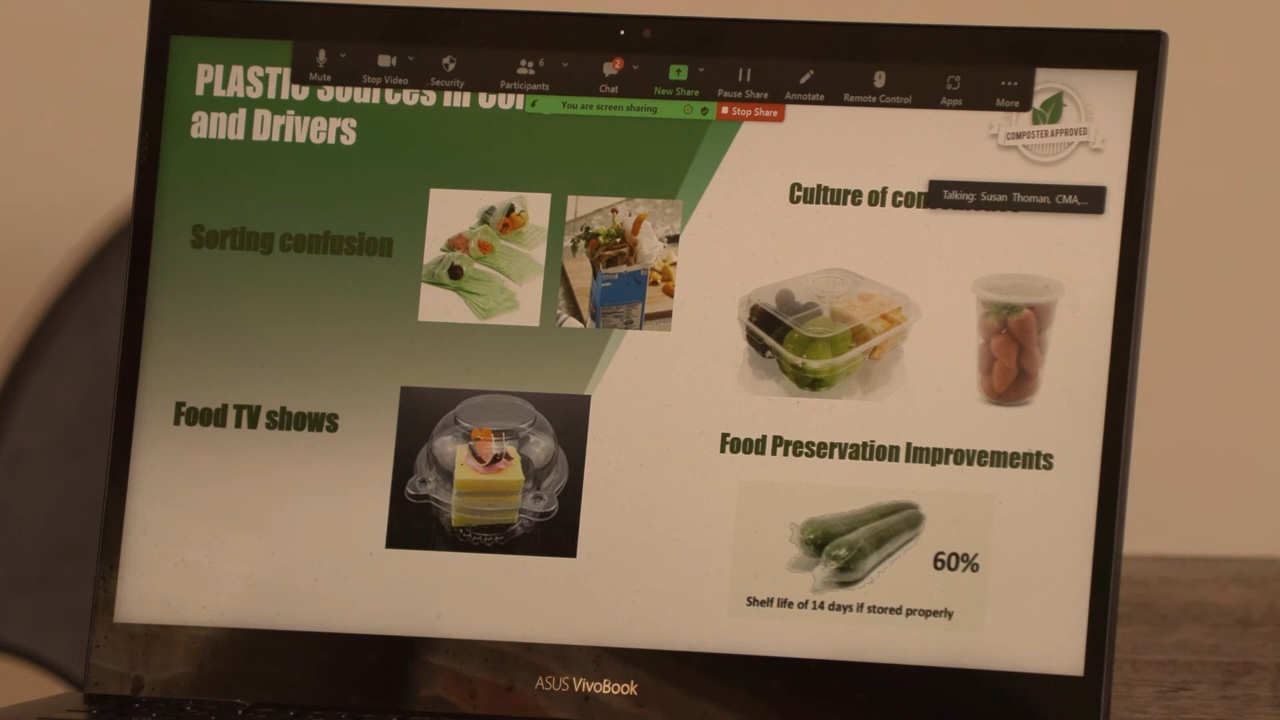 Mute
Stop Video
Security
Participants
6
Chat
2
New Share
Pause Share
Annotate
Remote Control
Apps
More
You are screen sharing
Stop Share
PLASTIC Sources in
and Drivers
COMPOSTER APPROVED
Talking: Susan Thoman, CMA,...
Culture of
Sorting confusion
Food TV shows
Food Preservation Improvements
60%
Shelf life of 14 days if stored properly
ASUS VivoBook